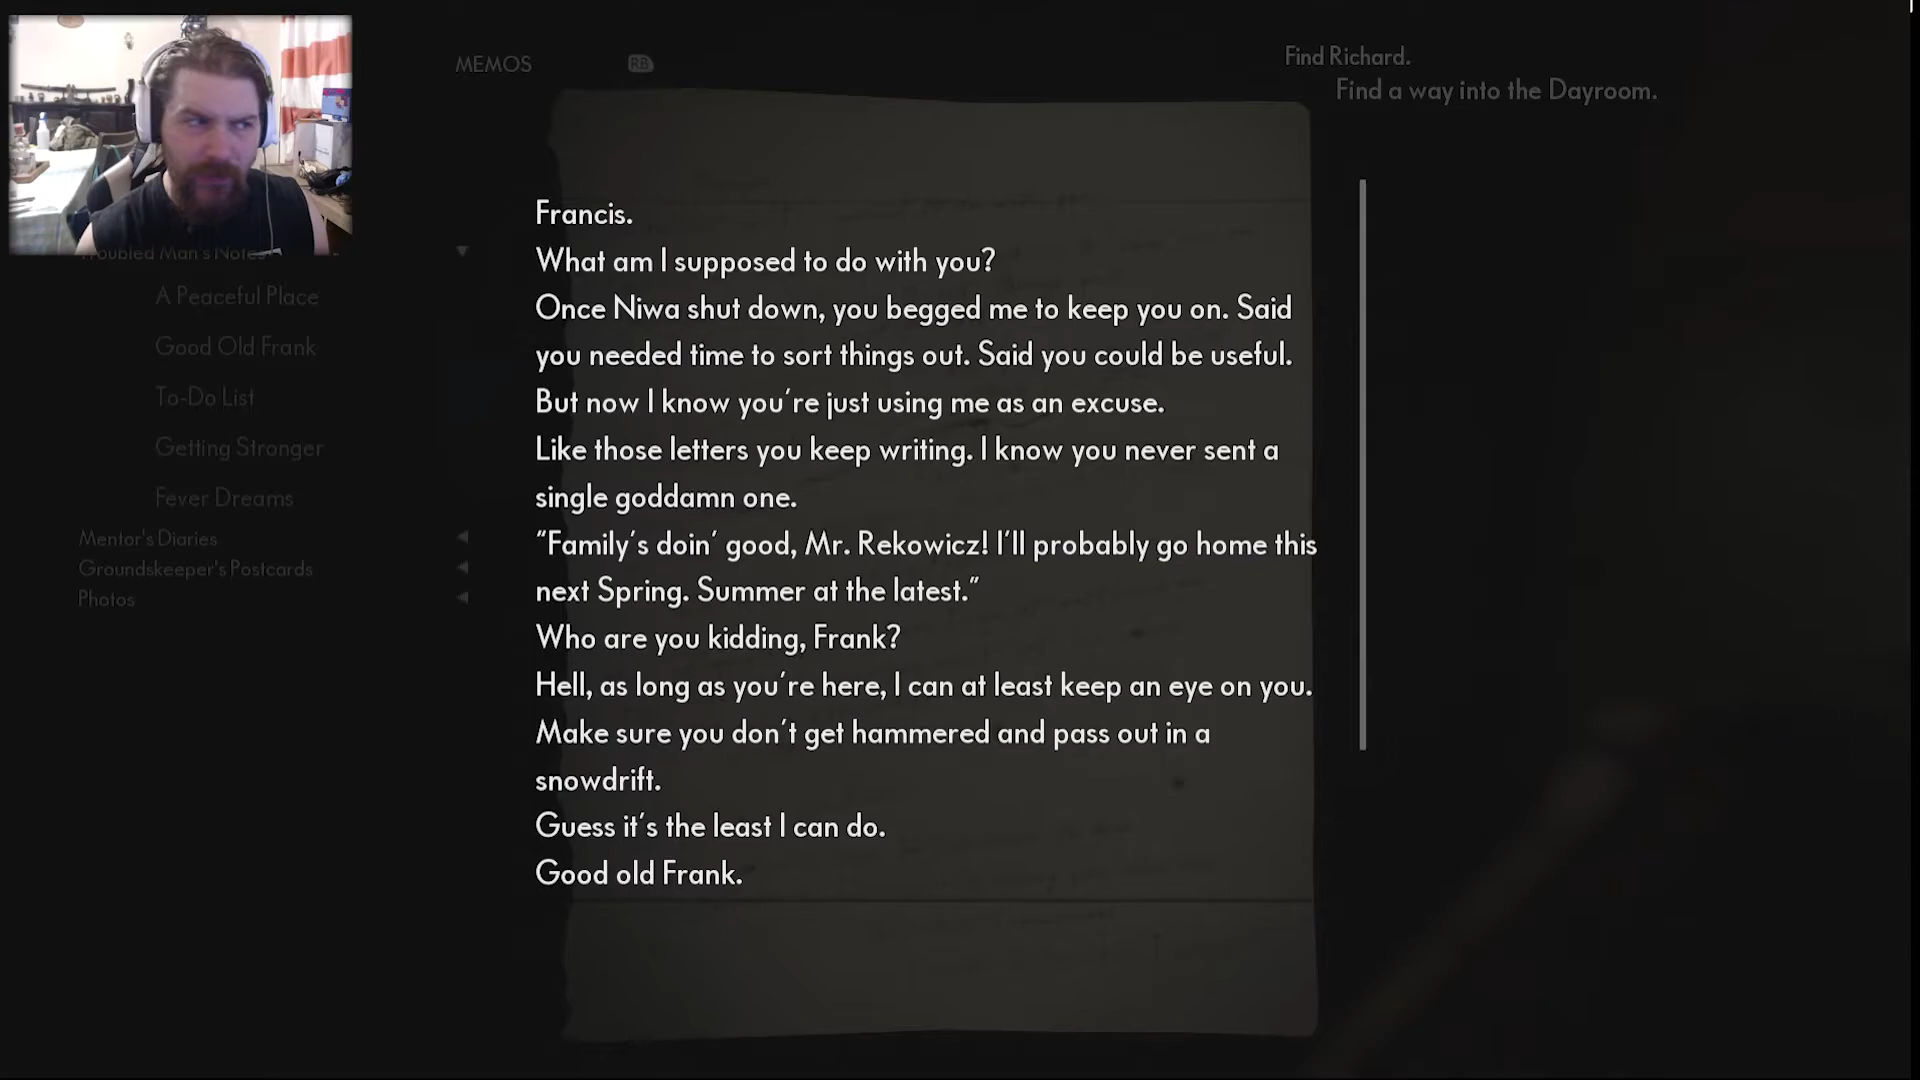 MEMOS
RB
Find Richard.
Find a way into the Dayroom.
Troubled Man's Notes
A Peaceful Place
Good Old Frank
To-Do List
Getting Stronger
Fever Dreams
Mentor's Diaries
Groundskeeper's Postcards
Photos
Francis.
What am I supposed to do with you?
Once Niwa shut down, you begged me to keep you on. Said
you needed time to sort things out. Said you could be useful.
But now I know you're just using me as an excuse.
Like those letters you keep writing. I know you never sent a
single goddamn one.
"Family's doin' good, Mr. Rekowicz! I'll probably go home this
next Spring. Summer at the latest."
Who are you kidding, Frank?
Hell, as long as you're here, I can at least keep an eye on you.
Make sure you don't get hammered and pass out in a
snowdrift.
Guess it's the least I can do.
Good old Frank.